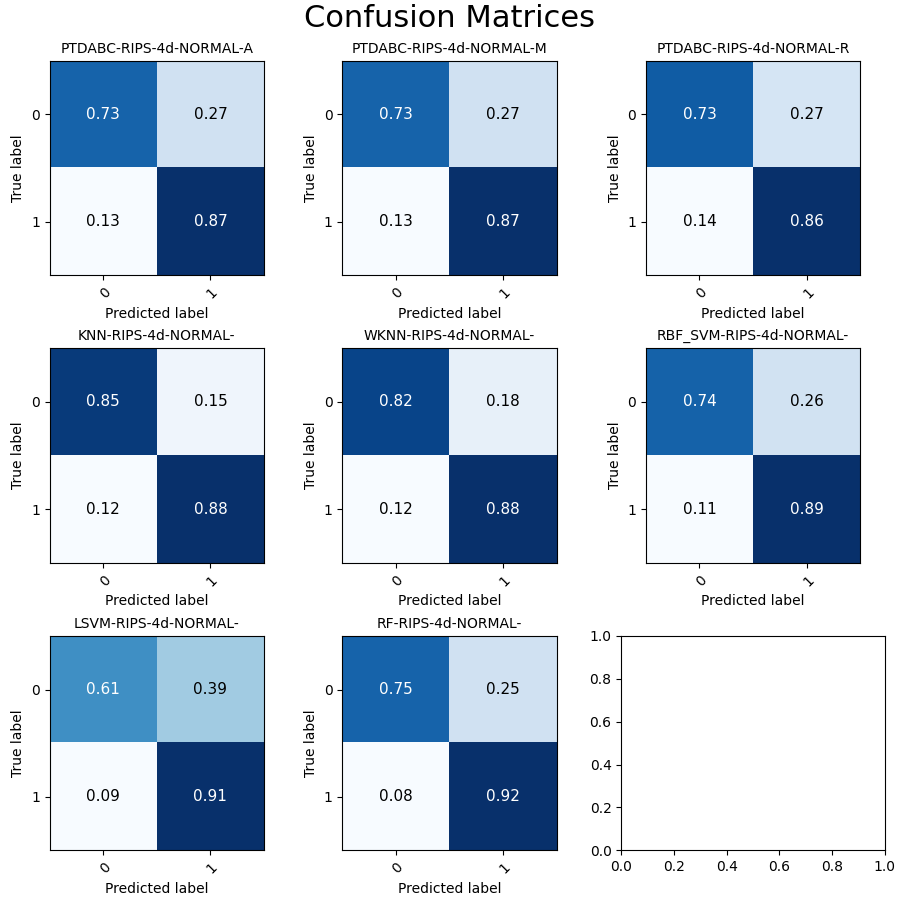 Confusion Matrices
PTDABC-RIPS-4d-NORMAL-A
0.73 0.27
0.13 0.87
0
1
True label
0 1
Predicted label
PTDABC-RIPS-4d-NORMAL-M
0.73 0.27
0.13 0.87
0
1
True label
0 1
Predicted label
PTDABC-RIPS-4d-NORMAL-R
0.73 0.27
0.14 0.86
0
1
True label
0 1
Predicted label
KNN-RIPS-4d-NORMAL-
0.85 0.15
0.12 0.88
0
1
True label
0 1
Predicted label
WKNN-RIPS-4d-NORMAL-
0.82 0.18
0.12 0.88
0
1
True label
0 1
Predicted label
RBF_SVM-RIPS-4d-NORMAL-
0.74 0.26
0.11 0.89
0
1
True label
0 1
Predicted label
LSVM-RIPS-4d-NORMAL-
0.61 0.39
0.09 0.91
0
1
True label
0 1
Predicted label
RF-RIPS-4d-NORMAL-
0.75 0.25
0.08 0.92
0
1
True label
0 1
Predicted label
1.0
0.8
0.6
0.4
0.2
0.0
0.0 0.2 0.4 0.6 0.8 1.0